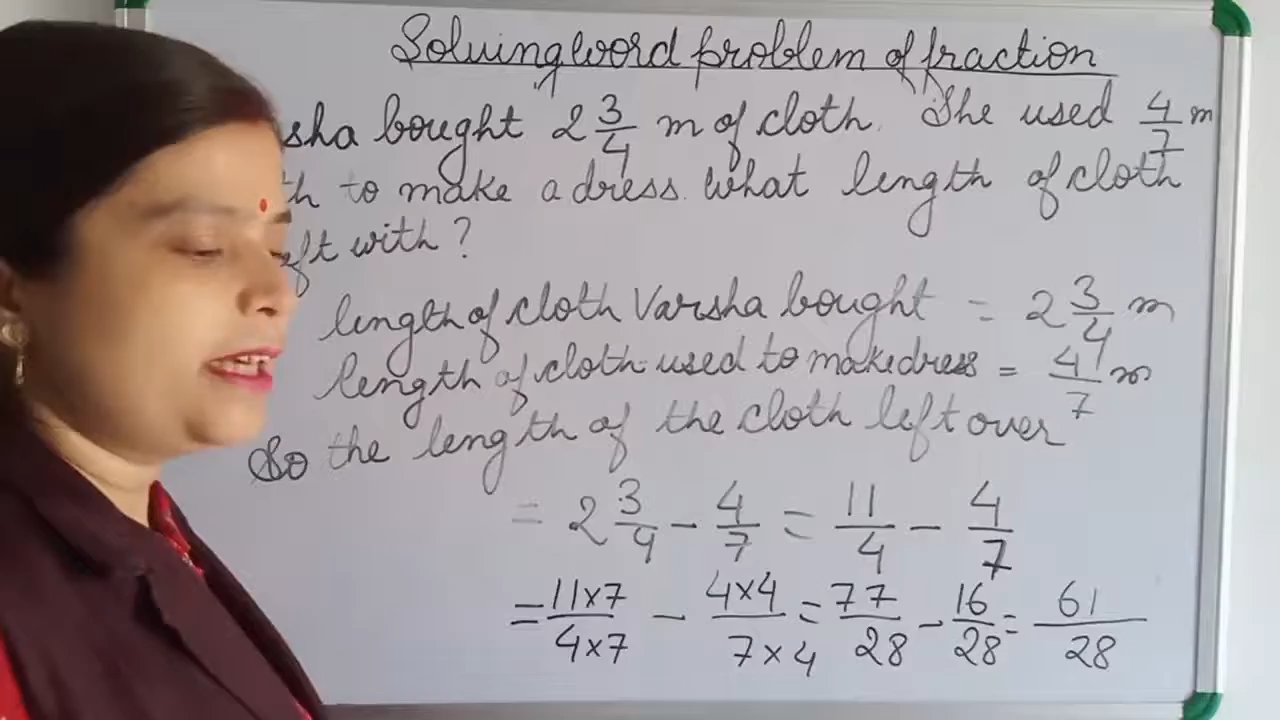 Solving word problem of fraction
sha bought 2 3/4 m of cloth. She used 4/7 m
th to make a dress. what length of cloth
eft with?
length of cloth Varsha bought = 2 3/4 m
length of cloth used to make dress = 4/7 m
So the length of the cloth left over
= 2 3/4 - 4/7 = 11/4 - 4/7
= 11×7/4×7 - 4×4/7×4 = 77/28 - 16/28 = 61/28